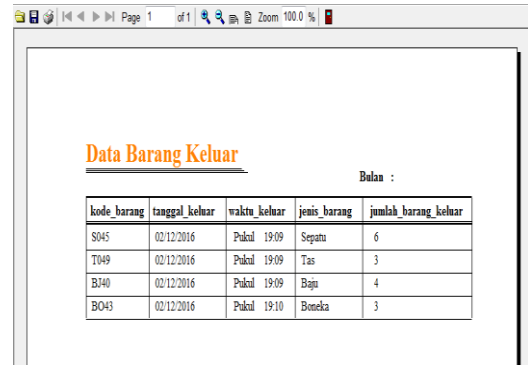 Page 1 of 1 Zoom 100.0 %
Data Barang Keluar
Bulan :
kode_barang tanggal_keluar waktu_keluar jenis_barang jumlah_barang_keluar
S045 02/12/2016 Pukul 19:09 Sepatu 6
T049 02/12/2016 Pukul 19:09 Tas 3
BJ40 02/12/2016 Pukul 19:09 Baju 4
BO43 02/12/2016 Pukul 19:10 Boneka 3